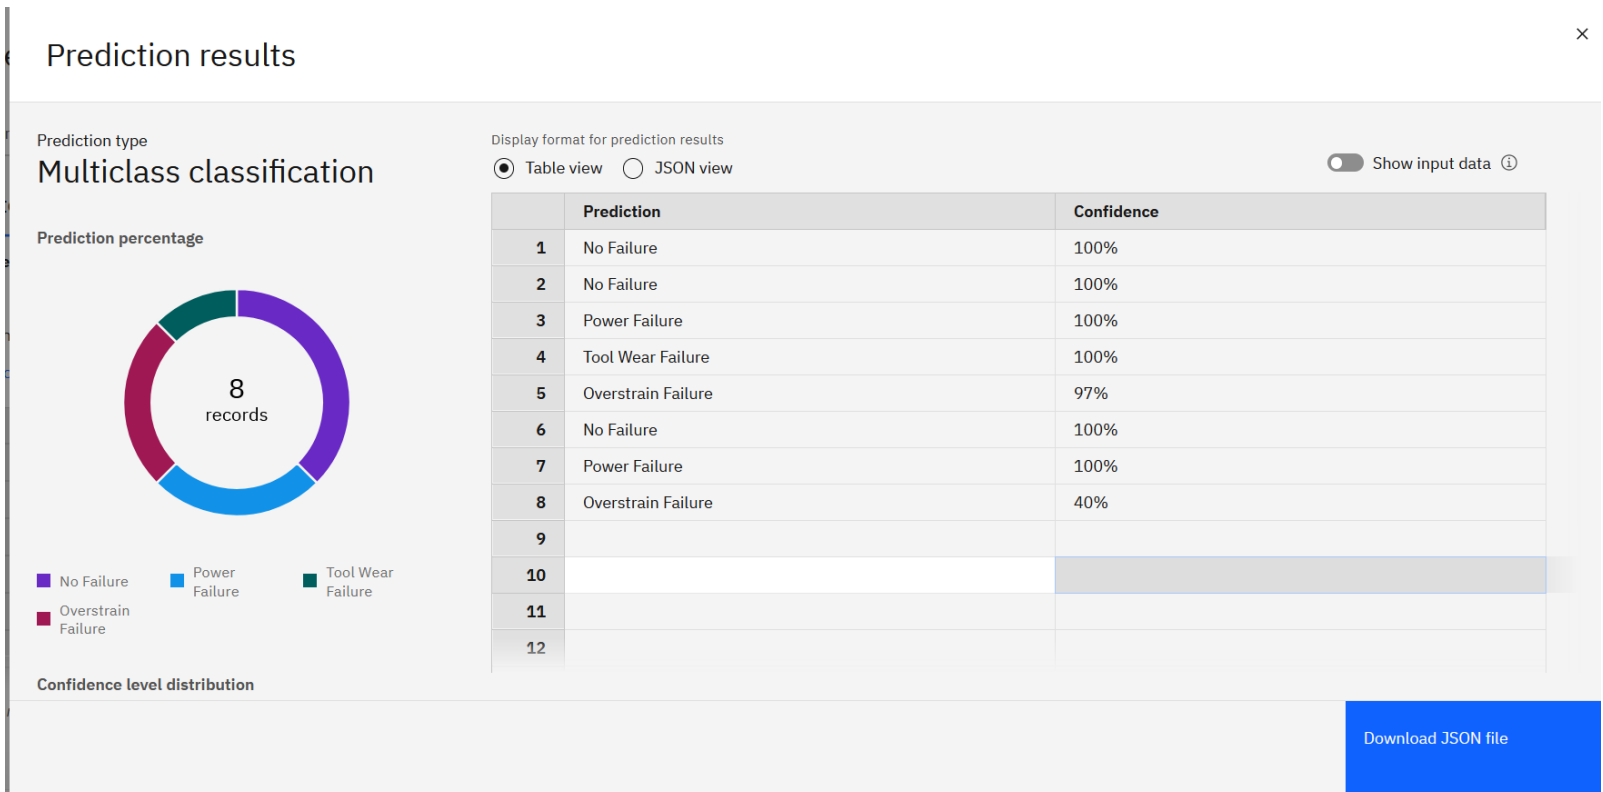 Prediction results
Prediction type
Multiclass classification
Prediction percentage
8
records
No Failure
Power
Failure
Tool Wear
Failure
Overstrain
Failure
Confidence level distribution
Display format for prediction results
Table view JSON view
Show input data
Prediction Confidence
1 No Failure 100%
2 No Failure 100%
3 Power Failure 100%
4 Tool Wear Failure 100%
5 Overstrain Failure 97%
6 No Failure 100%
7 Power Failure 100%
8 Overstrain Failure 40%
9
10
11
12
Download JSON file